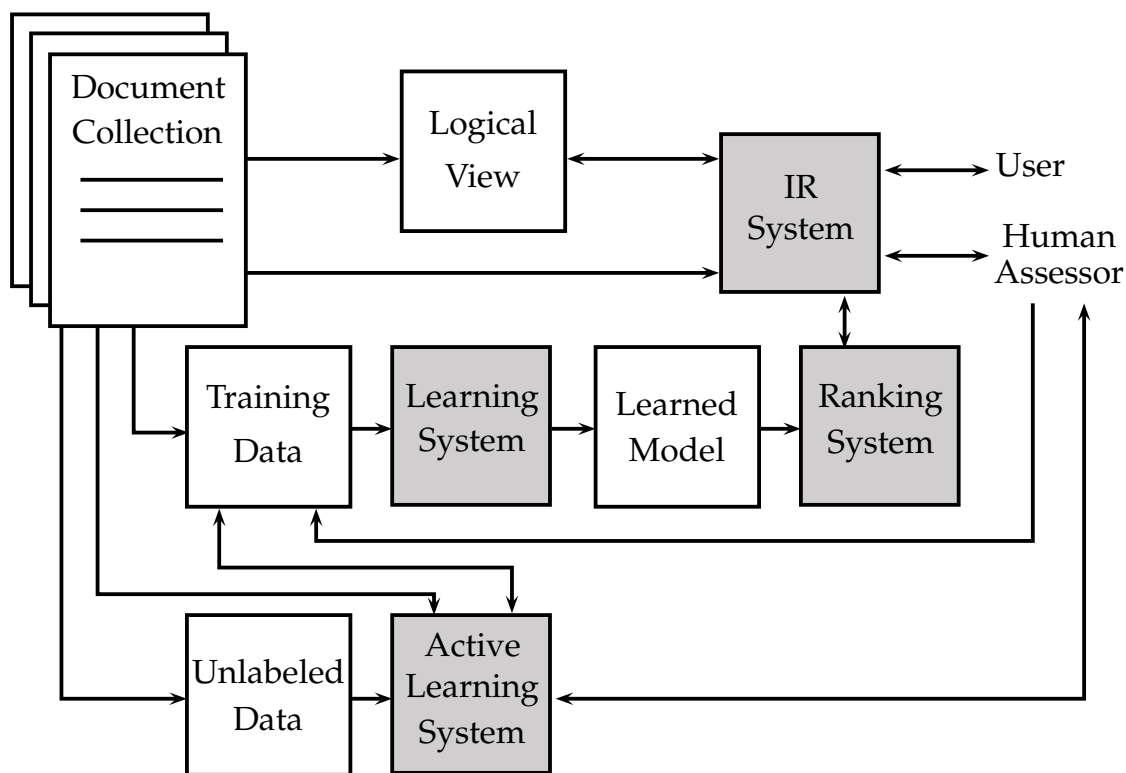 Document
Collection
Logical
View
IR
System
User
Human
Assessor
Training
Data
Learning
System
Learned
Model
Ranking
System
Unlabeled
Data
Active
Learning
System